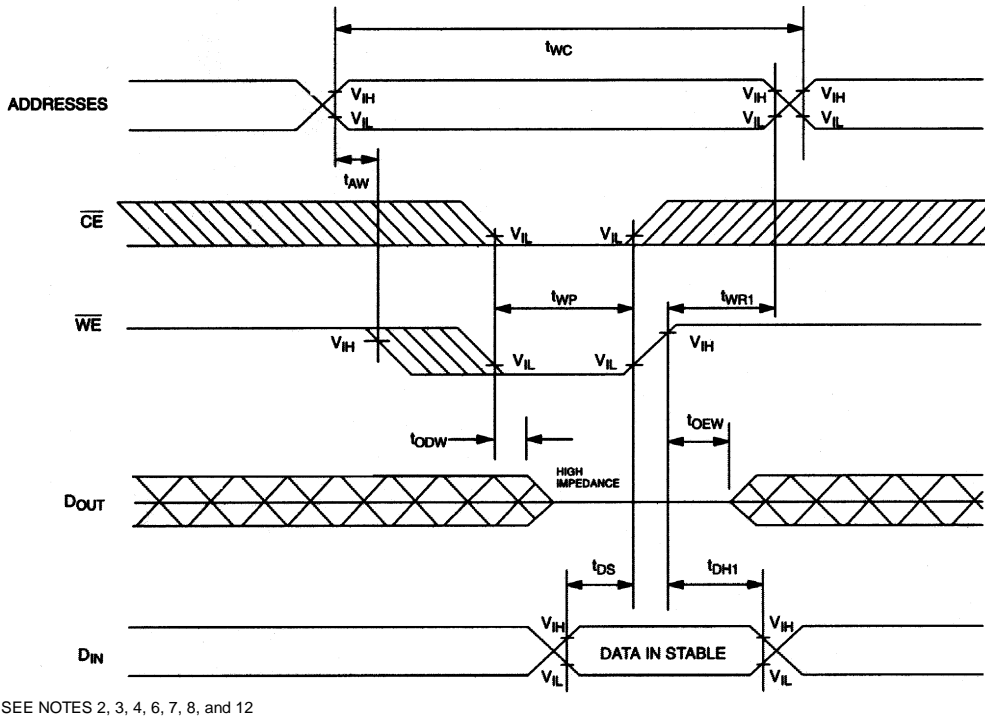 tWC
ADDRESSES
VIH
VIL
VIH
VIL
VIH
VIL
tAW
CE
VIL
VIL
tWP
tWR1
WE
VIH
VIL
VIL
VIH
tODW
tOEW
HIGH
IMPEDANCE
DOUT
tDS
tDH1
VIH
VIH
DIN
DATA IN STABLE
VIL
VIL
SEE NOTES 2, 3, 4, 6, 7, 8, and 12